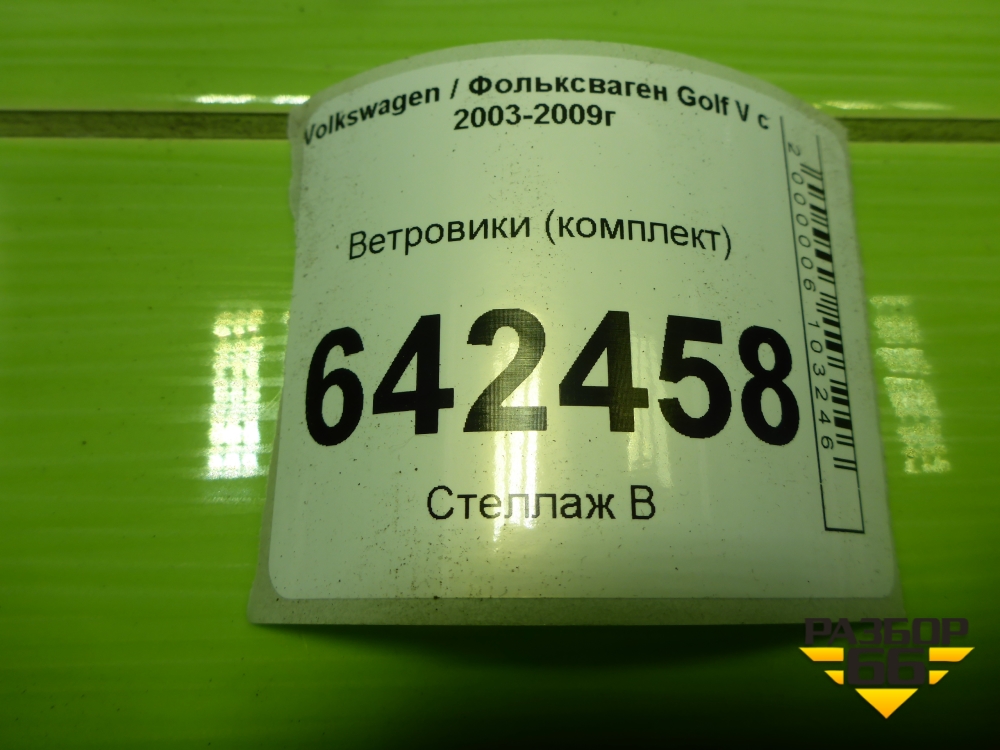 Volkswagen / Фольксваген Golf V с
2003-2009г
Ветровики (комплект)
642458
Стеллаж В
2000006103246
РАЗБОР
66